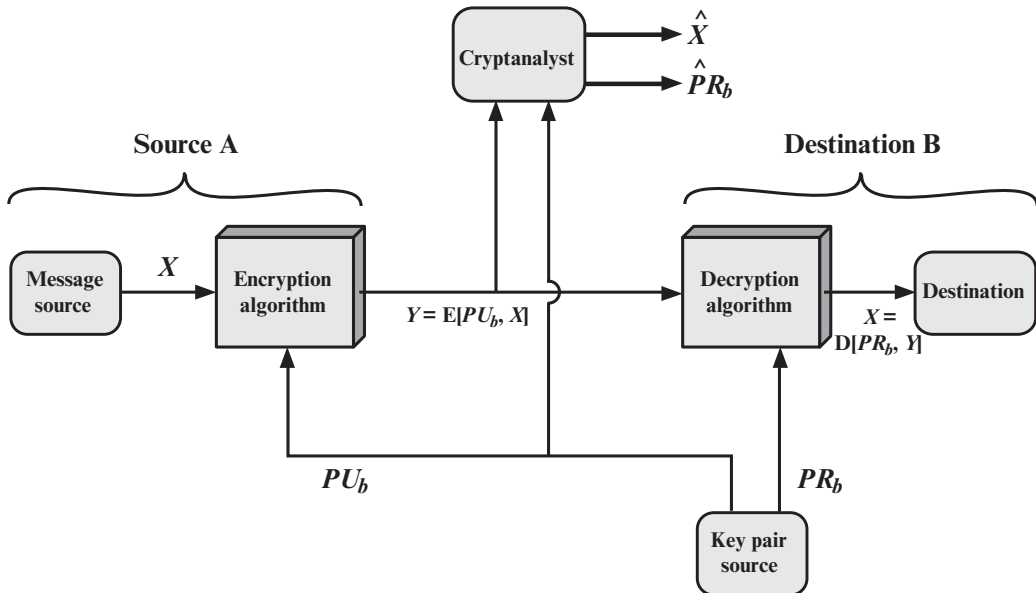 Cryptanalyst
X̂
P̂R_b
Source A
Destination B
Message
source
X
Encryption
algorithm
Y = E[PU_b, X]
Decryption
algorithm
X =
D[PR_b, Y]
Destination
PU_b
PR_b
Key pair
source